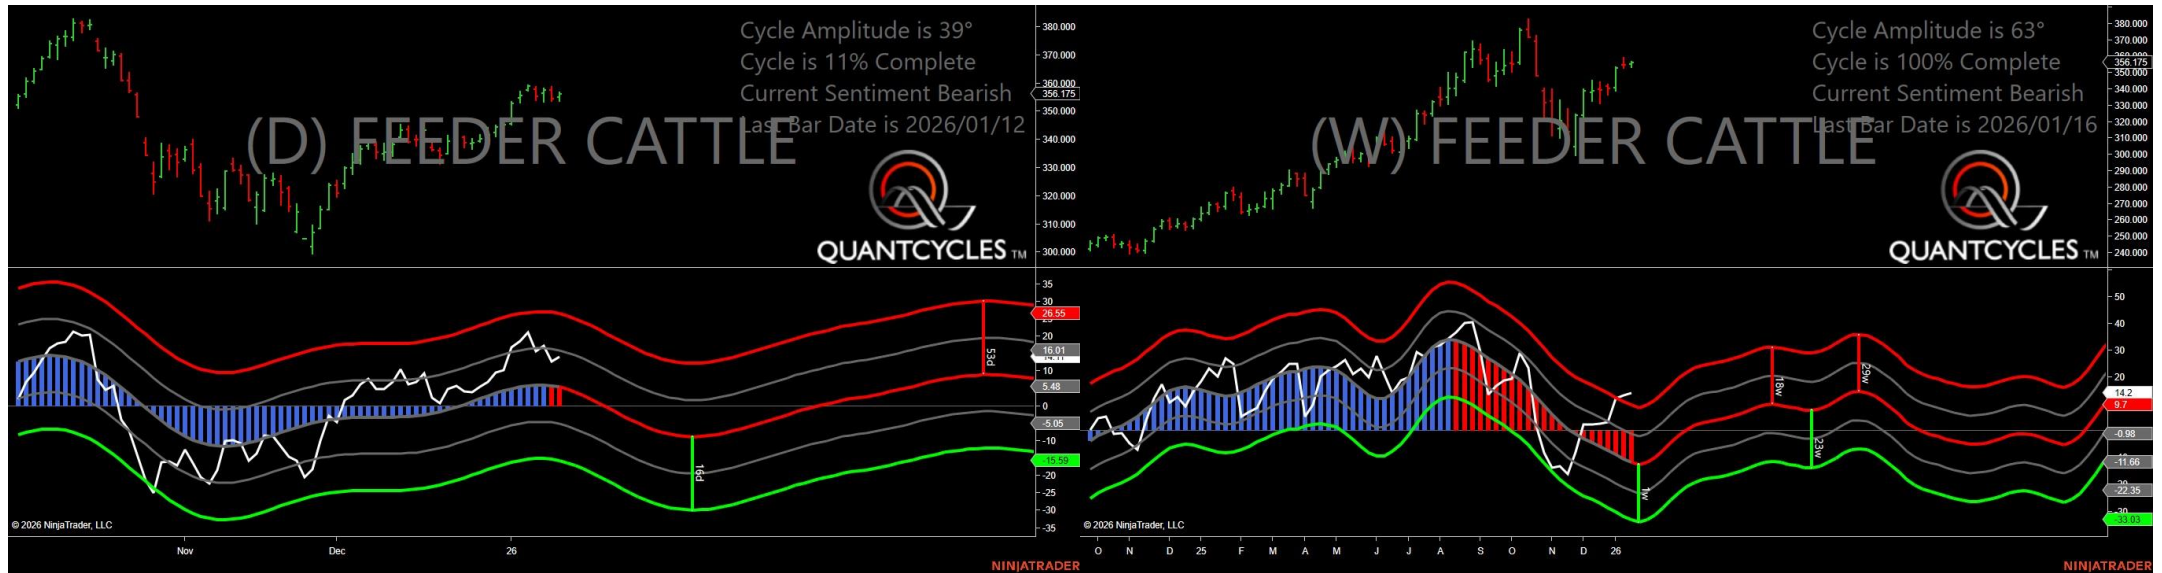 Cycle Amplitude is 39°
Cycle is 11% Complete
Current Sentiment Bearish
Last Bar Date is 2026/01/12
(D) FEEDER CATTLE
QUANTCYCLES TM
380.000
370.000
360.000
356.175
350.000
340.000
330.000
320.000
310.000
300.000
35
30
26.55
20
16.01
10
5.48
0
-5.05
-10
-15.59
-20
-25
-30
-35
53d
16d
© 2026 NinjaTrader, LLC
Nov
Dec
26
NINJATRADER
Cycle Amplitude is 63°
Cycle is 100% Complete
Current Sentiment Bearish
Last Bar Date is 2026/01/16
(W) FEEDER CATTLE
QUANTCYCLES TM
380.000
370.000
356.175
350.000
340.000
330.000
320.000
310.000
300.000
290.000
280.000
270.000
260.000
250.000
240.000
50
40
30
20
14.2
9.7
-0.98
-11.66
-22.35
-33.03
18w
29w
23w
1w
© 2026 NinjaTrader, LLC
O N D 25 F M A M J J A S O N D 26
NINJATRADER